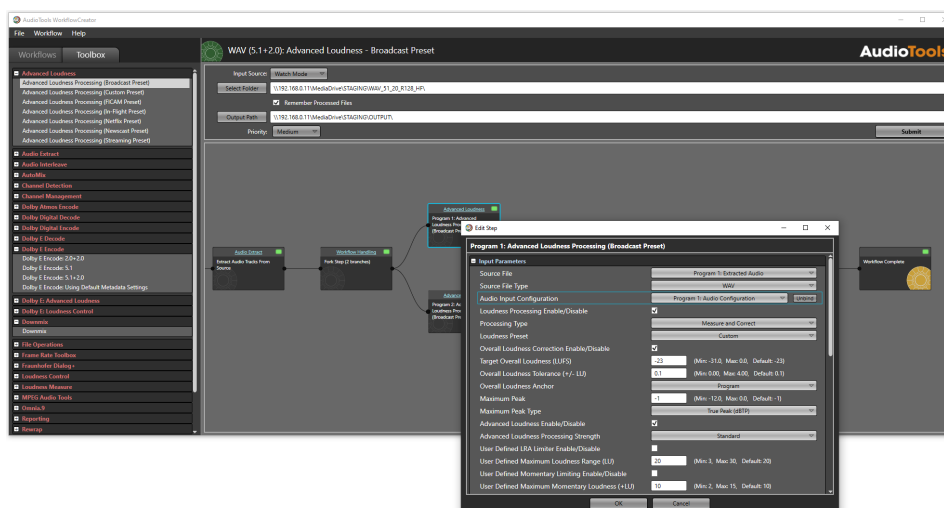 AudioTools WorkflowCreator
File Workflow Help
Workflows Toolbox
WAV (5.1+2.0): Advanced Loudness - Broadcast Preset
AudioTools
Advanced Loudness
Advanced Loudness Processing (Broadcast Preset)
Advanced Loudness Processing (Custom Preset)
Advanced Loudness Processing (FICAM Preset)
Advanced Loudness Processing (In-Flight Preset)
Advanced Loudness Processing (Netflix Preset)
Advanced Loudness Processing (Newscast Preset)
Advanced Loudness Processing (Streaming Preset)
Audio Extract
Audio Interleave
AutoMix
Channel Detection
Channel Management
Dolby Atmos Encode
Dolby Digital Decode
Dolby Digital Encode
Dolby E Decode
Dolby E Encode
Dolby E Encode: 2.0+2.0
Dolby E Encode: 5.1
Dolby E Encode: 5.1+2.0
Dolby E Encode: Using Default Metadata Settings
Dolby E: Advanced Loudness
Dolby E: Loudness Control
Downmix
Downmix
File Operations
Frame Rate Toolbox
Fraunhofer Dialog+
Loudness Control
Loudness Measure
MPEG Audio Tools
Omnix.9
Reporting
Rewrap
Input Source: Watch Mode
Select Folder \\192.168.0.11\MediaDrive\STAGING\WAV_51_20_R128_HF\
Remember Processed Files
Output Path \\192.168.0.11\MediaDrive\STAGING\OUTPUT\
Priority: Medium
Submit
Audio Extract
Extract Audio Tracks From
Source
Workflow Handling
Fork Step (2 branches)
Advanced Loudness
Program 1: Advanced
Loudness Pro
(Broadcast Pre
Advanc
Program 2: A
Loudness Pro
(Broadcast Pr
Workflow Complete
Edit Step
Program 1: Advanced Loudness Processing (Broadcast Preset)
Input Parameters
Source File Program 1: Extracted Audio
Source File Type WAV
Audio Input Configuration Program 1: Audio Configuration Unbind
Loudness Processing Enable/Disable
Processing Type Measure and Correct
Loudness Preset Custom
Overall Loudness Correction Enable/Disable
Target Overall Loudness (LUFS) -23 (Min: -31.0, Max: 0.0, Default: -23)
Overall Loudness Tolerance (+/- LU) 0.1 (Min: 0.00, Max: 4.00, Default: 0.1)
Overall Loudness Anchor Program
Maximum Peak -1 (Min: -12.0, Max: 0.0, Default: -1)
Maximum Peak Type True Peak (dBTP)
Advanced Loudness Enable/Disable
Advanced Loudness Processing Strength Standard
User Defined LRA Limiter Enable/Disable
User Defined Maximum Loudness Range (LU) 20 (Min: 3, Max: 30, Default: 20)
User Defined Momentary Limiting Enable/Disable
User Defined Maximum Momentary Loudness (+LU) 10 (Min: 2, Max: 15, Default: 10)
OK Cancel